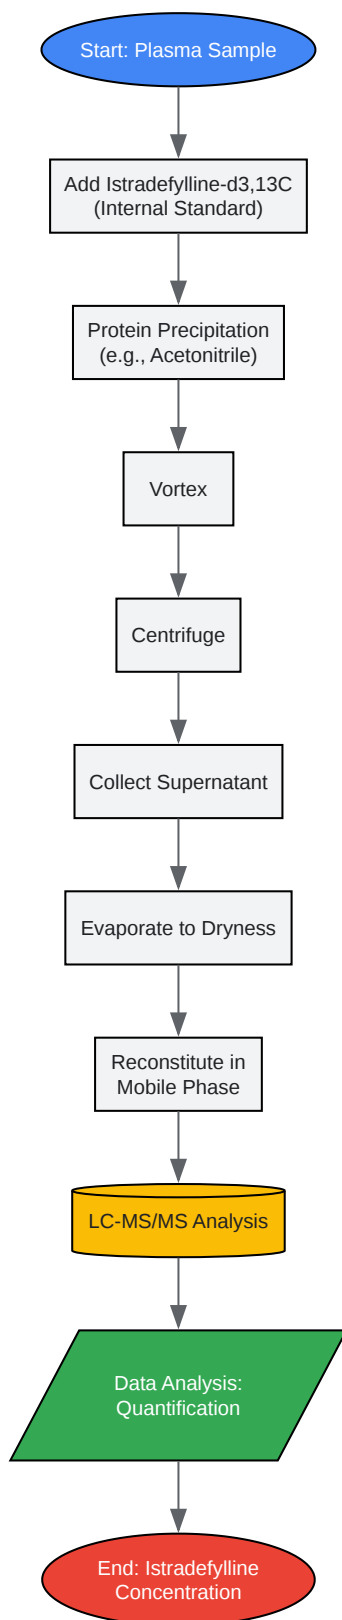 Start: Plasma Sample
Add Istradefylline-d3,13C
(Internal Standard)
Protein Precipitation
(e.g., Acetonitrile)
Vortex
Centrifuge
Collect Supernatant
Evaporate to Dryness
Reconstitute in
Mobile Phase
LC-MS/MS Analysis
Data Analysis:
Quantification
End: Istradefylline
Concentration